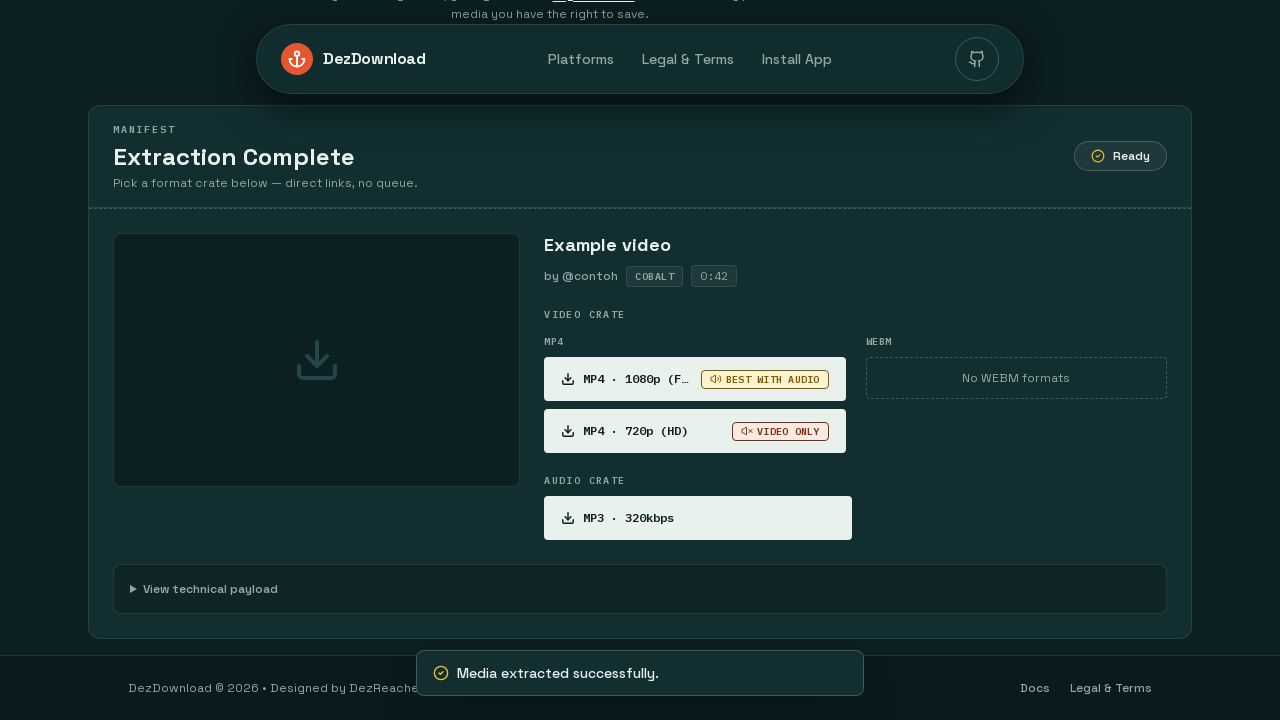 media you have the right to save.
DezDownload
Platforms
Legal & Terms
Install App
MANIFEST
Extraction Complete
Pick a format crate below — direct links, no queue.
Ready
Example video
by @contoh
COBALT
0:42
VIDEO CRATE
MP4
MP4 · 1080p (F…
BEST WITH AUDIO
MP4 · 720p (HD)
VIDEO ONLY
WEBM
No WEBM formats
AUDIO CRATE
MP3 · 320kbps
View technical payload
Media extracted successfully.
DezDownload © 2026 • Designed by DezReache
Docs
Legal & Terms